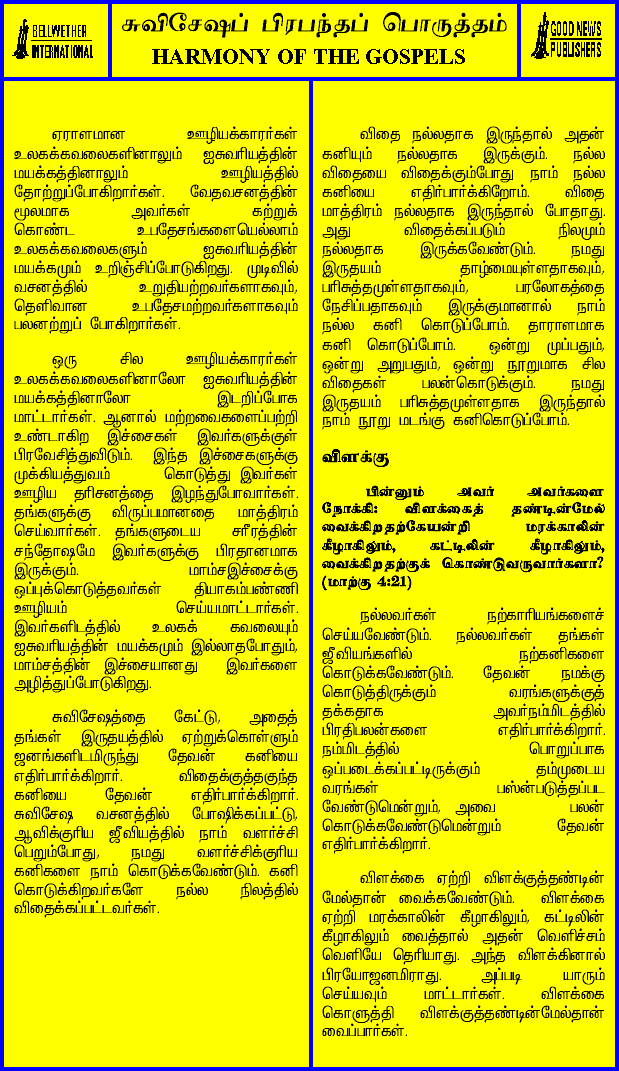 BELLWETHER
INTERNATIONAL
சுவிசேஷப் பிரபந்தப் பொருத்தம்
HARMONY OF THE GOSPELS
GOOD NEWS
PUBLISHERS
ஏராளமான ஊழியக்காரர்கள்
உலகக்கவலைகளினாலும் ஐசுவரியத்தின்
மயக்கத்தினாலும் ஊழியத்தில்
தோற்றுப்போகிறார்கள். வேதவசனத்தின்
மூலமாக அவர்கள் கற்றுக்
கொண்ட உபதேசங்களையெல்லாம்
உலகக்கவலைகளும் ஐசுவரியத்தின்
மயக்கமும் உறிஞ்சிப்போடுகிறது. முடிவில்
வசனத்தில் உறுதியற்றவர்களாகவும்,
தெளிவான உபதேசமற்றவர்களாகவும்
பலனற்றுப் போகிறார்கள்.
ஒரு சில ஊழியக்காரர்கள்
உலகக்கவலைகளினாலோ ஐசுவரியத்தின்
மயக்கத்தினாலோ இடறிப்போக
மாட்டார்கள். ஆனால் மற்றவைகளைப்பற்றி
உண்டாகிற இச்சைகள் இவர்களுக்குள்
பிரவேசித்துவிடும். இந்த இச்சைகளுக்கு
முக்கியத்துவம் கொடுத்து இவர்கள்
ஊழிய தரிசனத்தை இழந்துபோவார்கள்.
தங்களுக்கு விருப்பமானதை மாத்திரம்
செய்வார்கள். தங்களுடைய சரீரத்தின்
சந்தோஷமே இவர்களுக்கு பிரதானமாக
இருக்கும். மாம்சஇச்சைக்கு
ஒப்புக்கொடுத்தவர்கள் தியாகம்பண்ணி
ஊழியம் செய்யமாட்டார்கள்.
இவர்களிடத்தில் உலகக் கவலையும்
ஐசுவரியத்தின் மயக்கமும் இல்லாதபோதும்,
மாம்சத்தின் இச்சையானது இவர்களை
அழித்துப்போடுகிறது.
சுவிசேஷத்தை கேட்டு, அதைத்
தங்கள் இருதயத்தில் ஏற்றுக்கொள்ளும்
ஜனங்களிடமிருந்து தேவன் கனியை
எதிர்பார்க்கிறார். விதைக்குத்தகுந்த
கனியை தேவன் எதிர்பார்க்கிறார்.
சுவிசேஷ வசனத்தில் போஷிக்கப்பட்டு,
ஆவிக்குரிய ஜீவியத்தில் நாம் வளர்ச்சி
பெறும்போது, நமது வளர்ச்சிக்குரிய
கனிகளை நாம் கொடுக்கவேண்டும். கனி
கொடுக்கிறவர்களே நல்ல நிலத்தில்
விதைக்கப்பட்டவர்கள்.
விதை நல்லதாக இருந்தால் அதன்
கனியும் நல்லதாக இருக்கும். நல்ல
விதையை விதைக்கும்போது நாம் நல்ல
கனியை எதிர்பார்க்கிறோம். விதை
மாத்திரம் நல்லதாக இருந்தால் போதாது.
அது விதைக்கப்படும் நிலமும்
நல்லதாக இருக்கவேண்டும். நமது
இருதயம் தாழ்மையுள்ளதாகவும்,
பரிசுத்தமுள்ளதாகவும், பரலோகத்தை
நேசிப்பதாகவும் இருக்குமானால் நாம்
நல்ல கனி கொடுப்போம். தாராளமாக
கனி கொடுப்போம். ஒன்று முப்பதும்,
ஒன்று அறுபதும், ஒன்று நூறுமாக சில
விதைகள் பலன்கொடுக்கும். நமது
இருதயம் பரிசுத்தமுள்ளதாக இருந்தால்
நாம் நூறு மடங்கு கனிகொடுப்போம்.
விளக்கு
பின்னும் அவர் அவர்களை
நோக்கி: விளக்கைத் தண்டின்மேல்
வைக்கிறதற்கேயன்றி மரக்காலின்
கீழாகிலும், கட்டிலின் கீழாகிலும்,
வைக்கிறதற்குக் கொண்டுவருவார்களா?
(மாற்கு 4:21)
நல்லவர்கள் நற்காரியங்களைச்
செய்யவேண்டும். நல்லவர்கள் தங்கள்
ஜீவியங்களில் நற்கனிகளை
கொடுக்கவேண்டும். தேவன் நமக்கு
கொடுத்திருக்கும் வரங்களுக்குத்
தக்கதாக அவர்நம்மிடத்தில்
பிரதிபலன்களை எதிர்பார்க்கிறார்.
நம்மிடத்தில் பொறுப்பாக
ஒப்படைக்கப்பட்டிருக்கும் தம்முடைய
வரங்கள் பஸ்ன்படுத்தப்பட
வேண்டுமென்றும், அவை பலன்
கொடுக்கவேண்டுமென்றும் தேவன்
எதிர்பார்க்கிறார்.
விளக்கை ஏற்றி விளக்குத்தண்டின்
மேல்தான் வைக்கவேண்டும். விளக்கை
ஏற்றி மரக்காலின் கீழாகிலும், கட்டிலின்
கீழாகிலும் வைத்தால் அதன் வெளிச்சம்
வெளியே தெரியாது. அந்த விளக்கினால்
பிரயோஜனமிராது. அப்படி யாரும்
செய்யவும் மாட்டார்கள். விளக்கை
கொளுத்தி விளக்குத்தண்டின்மேல்தான்
வைப்பார்கள்.